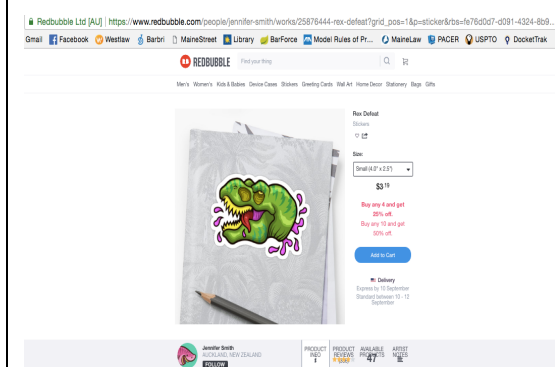 Redbubble Ltd [AU] | https://www.redbubble.com/people/jennifer-smith/works/25876444-rex-defeat?grid_pos=1&p=sticker&rbs=fe76d0d7-d091-4324-8b9...
Gmail Facebook Westlaw Barbri MaineStreet Library BarForce Model Rules of Pr... MaineLaw PACER USPTO DocketTrak
REDBUBBLE Find your thing
Men's Women's Kids & Babies Device Cases Stickers Greeting Cards Wall Art Home Decor Stationery Bags Gifts
Rex Defeat
Stickers
Size:
Small (4.0" x 2.5")
$3.19
Buy any 4 and get
25% off.
Buy any 10 and get
50% off.
Add to Cart
Delivery
Express by 10 September
Standard between 10 - 12
September
Jennifer Smith
AUCKLAND, NEW ZEALAND
FOLLOW
PRODUCT INFO
PRODUCT REVIEWS
AVAILABLE PRODUCTS
47
ARTIST NOTES